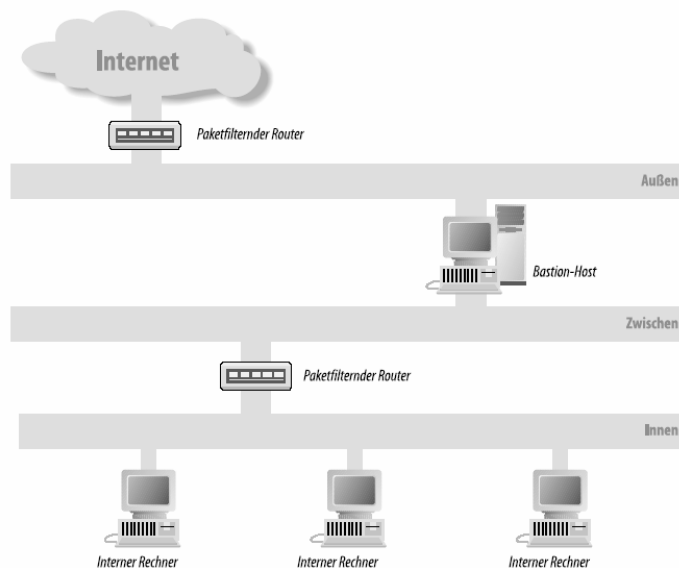 Internet
Paketfilternder Router
Außen
Bastion-Host
Zwischen
Paketfilternder Router
Innen
Interner Rechner
Interner Rechner
Interner Rechner